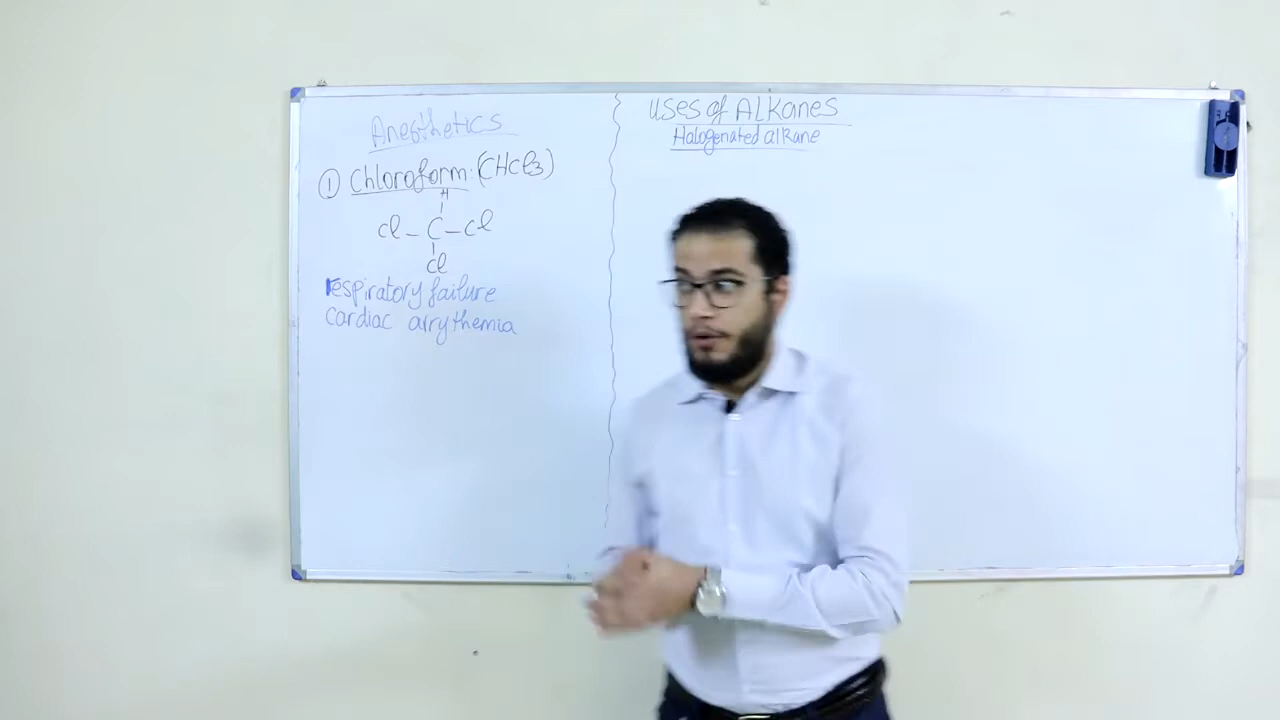 Anesthetics
① Chloroform: (CHCl3)
H
Cl – C – Cl
Cl
respiratory failure
cardiac arrythemia
Uses of Alkanes
Halogenated alkane